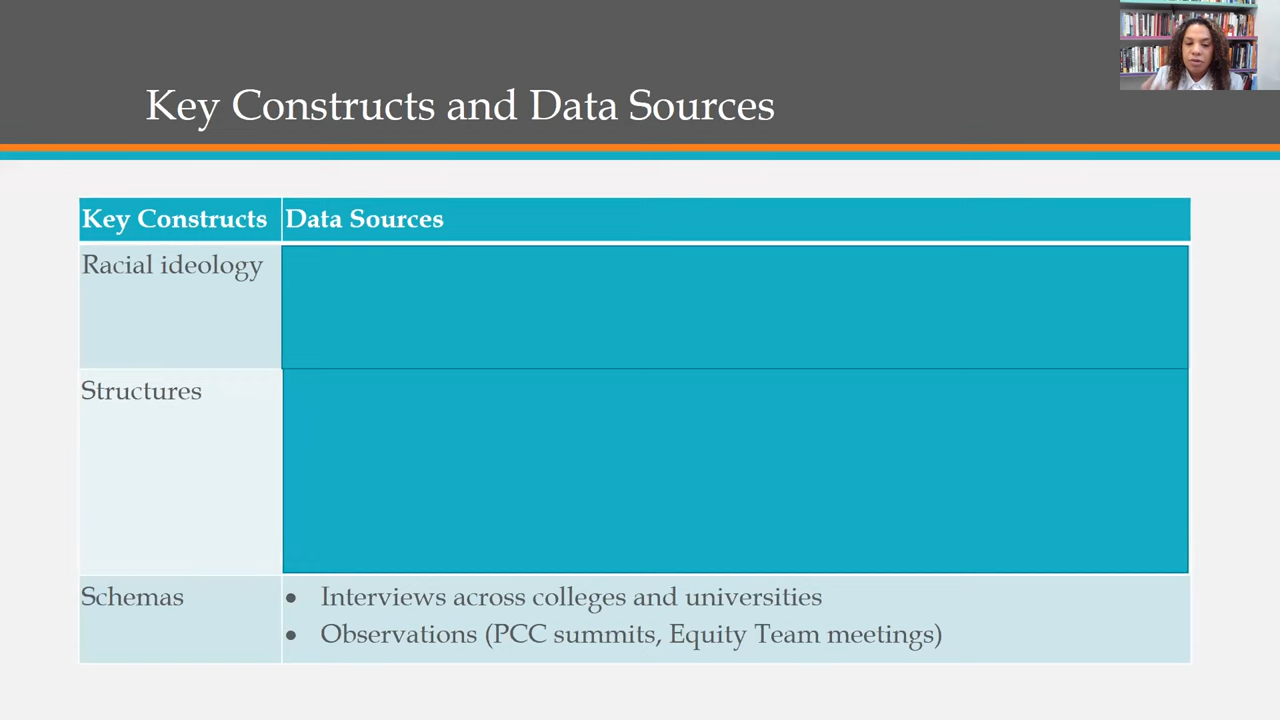 Key Constructs and Data Sources
Key Constructs Data Sources
Racial ideology
Structures
Schemas
• Interviews across colleges and universities
• Observations (PCC summits, Equity Team meetings)